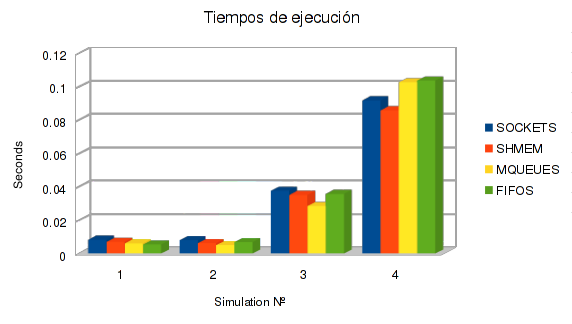 Tiempos de ejecución
0.12
0.1
0.08
0.06
0.04
0.02
0
Seconds
1 2 3 4
Simulation Nº
SOCKETS
SHMEM
MQUEUES
FIFOS